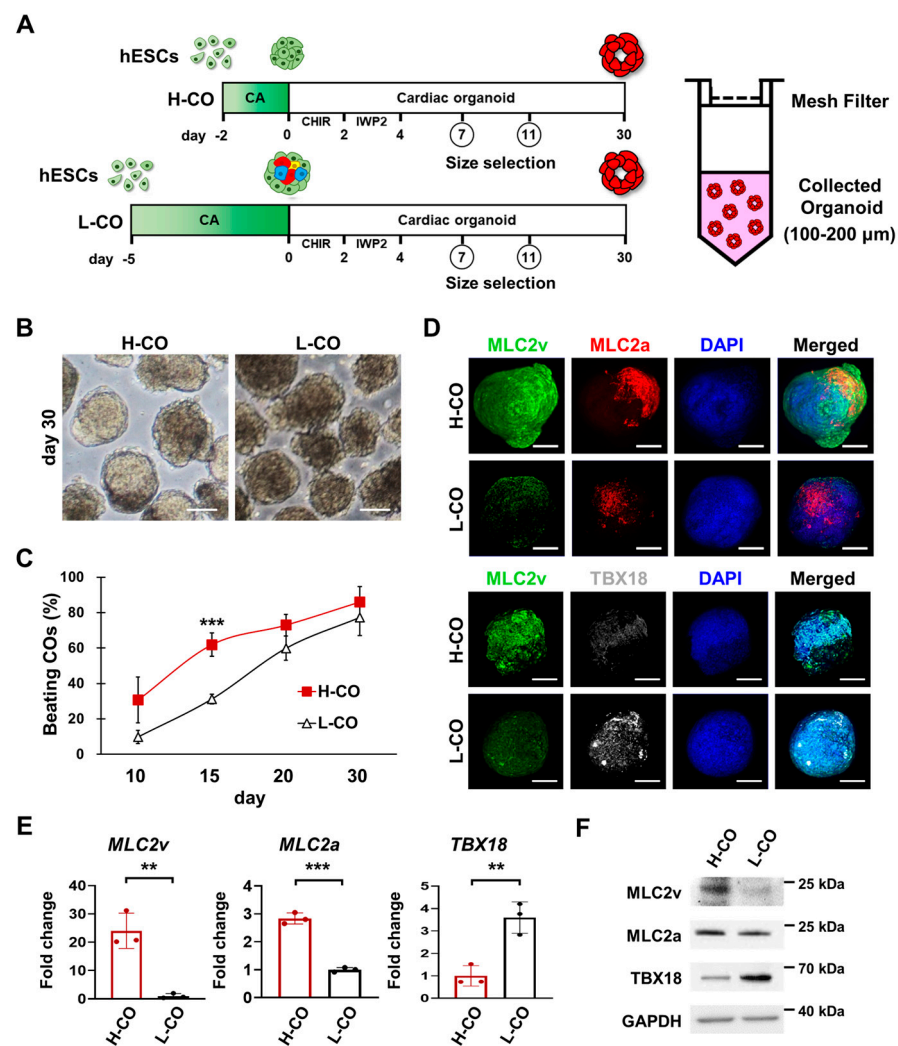 A
hESCs
H-CO
CA
Cardiac organoid
CHIR
IWP2
day -2 0 2 4 7 11 30
Size selection
hESCs
L-CO
CA
Cardiac organoid
CHIR
IWP2
day -5 0 2 4 7 11 30
Size selection
Mesh Filter
Collected
Organoid
(100-200 μm)
B
H-CO L-CO
day 30
C
Beating COs (%)
100
80
60
40
20
0
***
H-CO
L-CO
10 15 20 30
day
D
MLC2v MLC2a DAPI Merged
H-CO
L-CO
MLC2v TBX18 DAPI Merged
H-CO
L-CO
E
MLC2v
**
Fold change
40
30
20
10
0
H-CO L-CO
MLC2a
***
Fold change
4
3
2
1
0
H-CO L-CO
TBX18
**
Fold change
5
4
3
2
1
0
H-CO L-CO
F
H-CO L-CO
MLC2v 25 kDa
MLC2a 25 kDa
TBX18 70 kDa
GAPDH 40 kDa